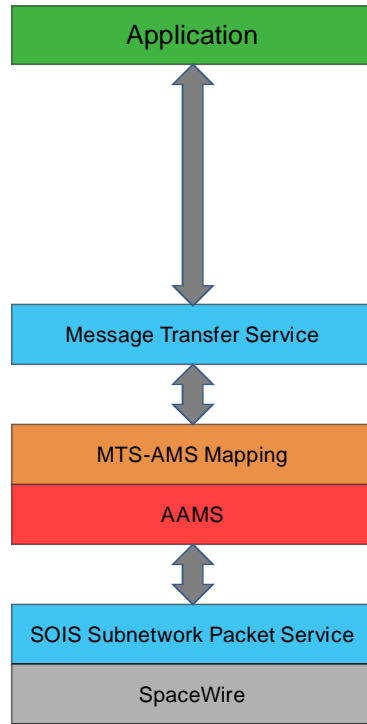 Application
Message Transfer Service
MTS-AMS Mapping
AAMS
SOIS Subnetwork Packet Service
SpaceWire